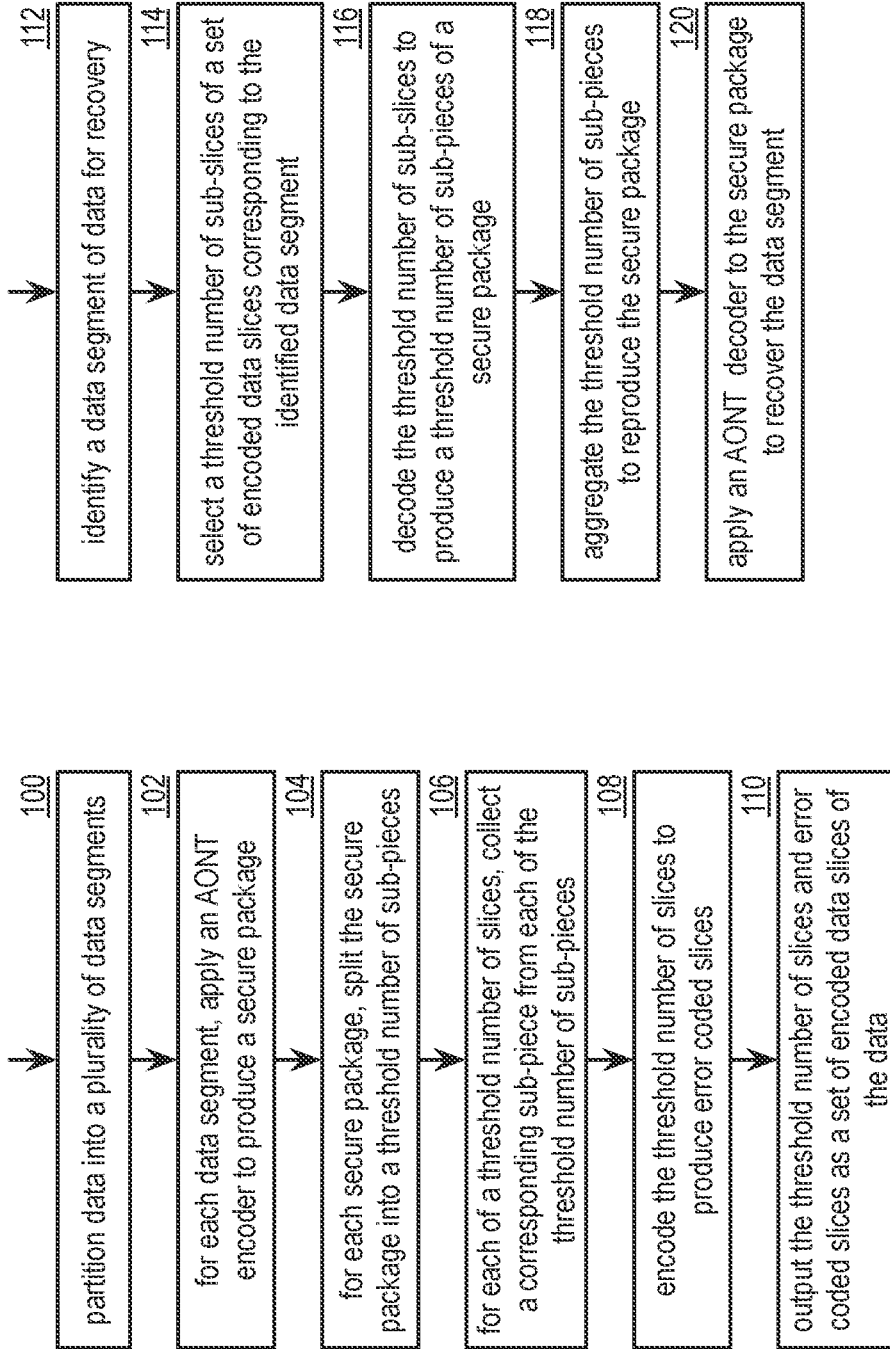 100
partition data into a plurality of data segments
102
for each data segment, apply an AONT
encoder to produce a secure package
104
for each secure package, split the secure
package into a threshold number of sub-pieces
106
for each of a threshold number of slices, collect
a corresponding sub-piece from each of the
threshold number of sub-pieces
108
encode the threshold number of slices to
produce error coded slices
110
output the threshold number of slices and error
coded slices as a set of encoded data slices of
the data
112
identify a data segment of data for recovery
114
select a threshold number of sub-slices of a set
of encoded data slices corresponding to the
identified data segment
116
decode the threshold number of sub-slices to
produce a threshold number of sub-pieces of a
secure package
118
aggregate the threshold number of sub-pieces
to reproduce the secure package
120
apply an AONT decoder to the secure package
to recover the data segment